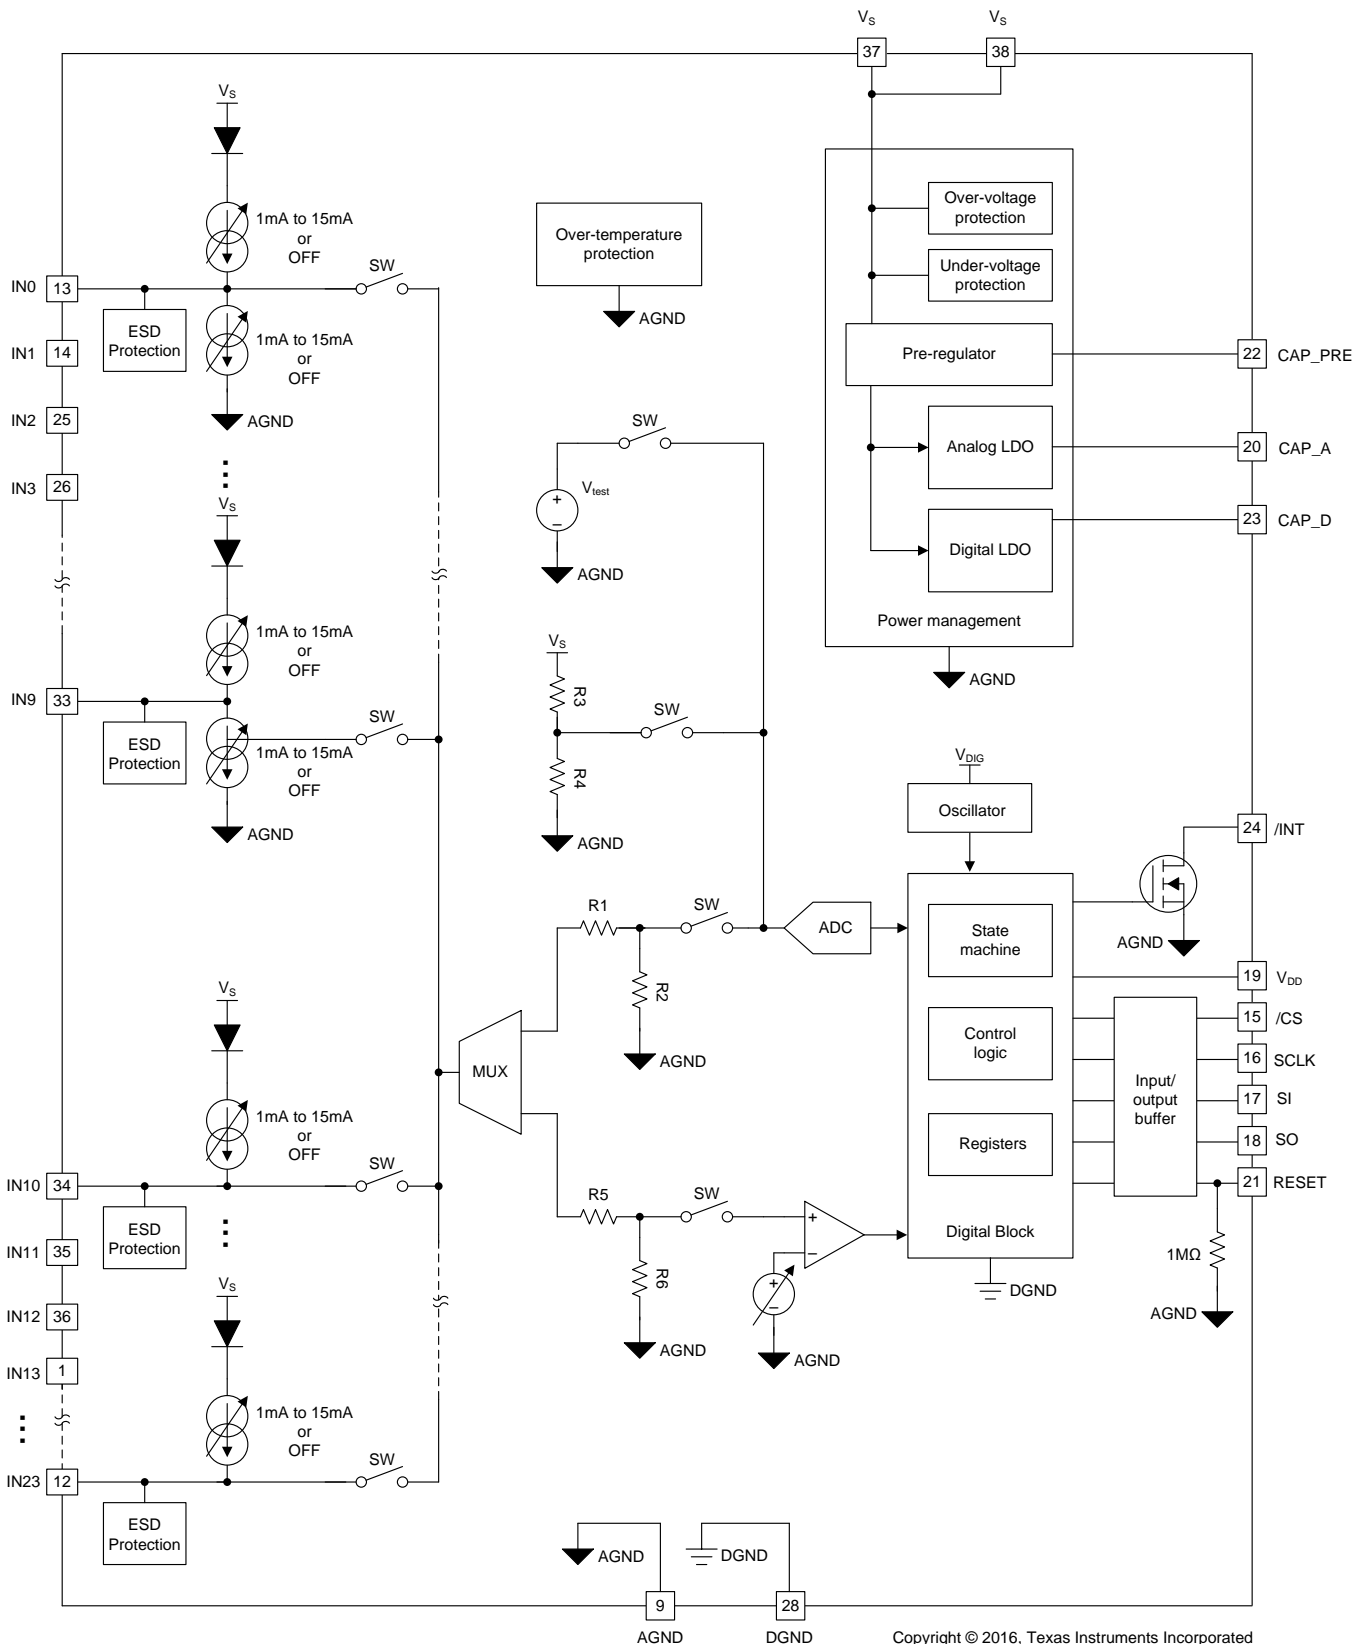 VS
VS
37
38
VS
1mA to 15mA
or
OFF
IN0
13
SW
ESD
Protection
1mA to 15mA
or
OFF
AGND
IN1
14
IN2
25
IN3
26
VS
1mA to 15mA
or
OFF
IN9
33
SW
ESD
Protection
1mA to 15mA
or
OFF
AGND
VS
1mA to 15mA
or
OFF
IN10
34
SW
ESD
Protection
IN11
35
IN12
36
IN13
1
VS
1mA to 15mA
or
OFF
IN23
12
SW
ESD
Protection
Over-temperature
protection
AGND
SW
Vtest
+
−
AGND
VS
R3
SW
R4
AGND
R1
SW
R2
AGND
ADC
MUX
R5
SW
R6
AGND
+
−
+
−
AGND
Over-voltage
protection
Under-voltage
protection
Pre-regulator
Analog LDO
Digital LDO
Power management
AGND
22
CAP_PRE
20
CAP_A
23
CAP_D
VDIG
Oscillator
State
machine
Control
logic
Registers
Digital Block
DGND
24
/INT
AGND
19
VDD
Input/
output
buffer
15
/CS
16
SCLK
17
SI
18
SO
21
RESET
1MΩ
AGND
AGND
DGND
9
28
AGND
DGND
Copyright © 2016, Texas Instruments Incorporated